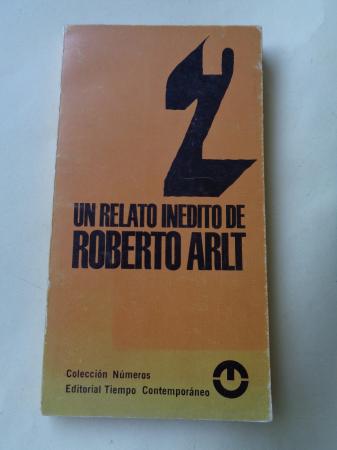 2
UN RELATO INEDITO DE
ROBERTO ARLT
Colección Números
Editorial Tiempo Contemporáneo